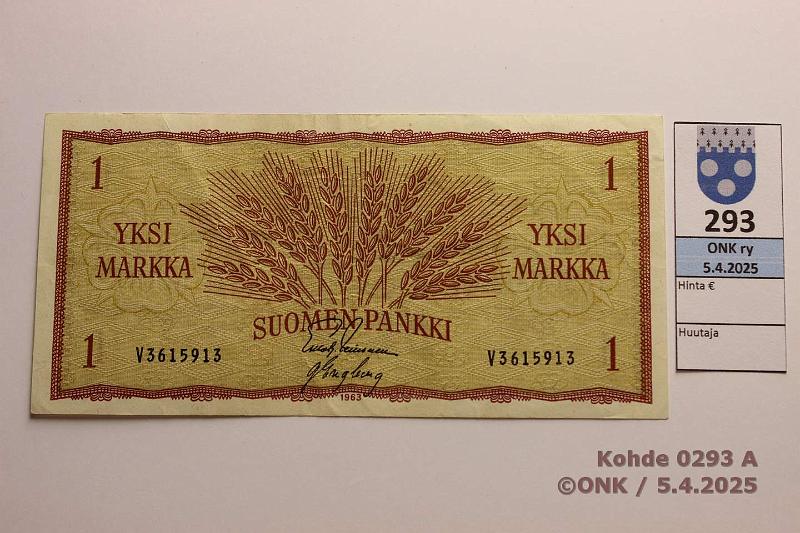 1
1
YKSI
MARKKA
YKSI
MARKKA
SUOMEN PANKKI
1
V3615913
V3615913
1
1963
293
ONK ry
5.4.2025
Hinta €
Huutaja
Kohde 0293 A
©ONK / 5.4.2025